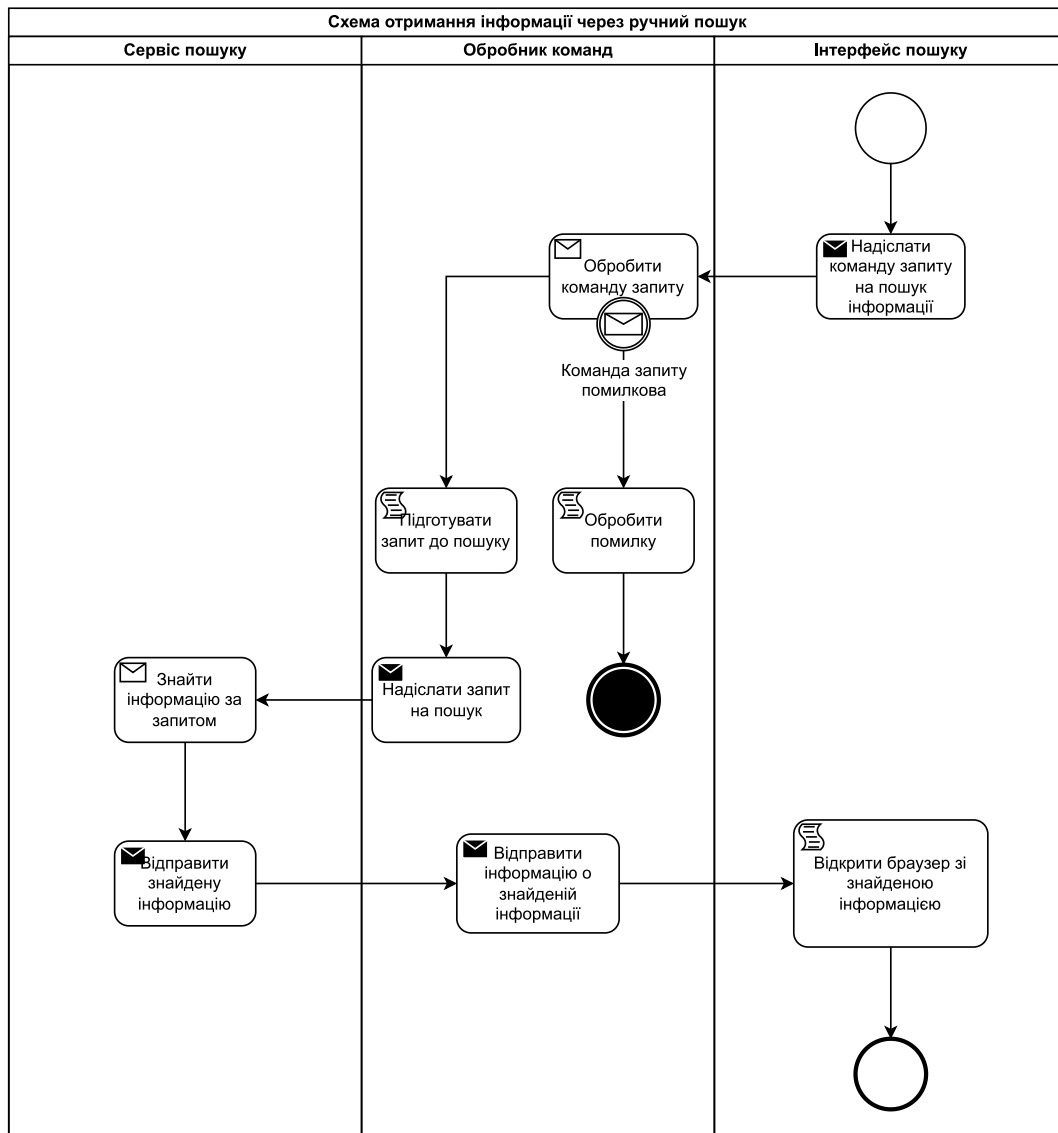 Схема отримання інформації через ручний пошук
Сервіс пошуку
Обробник команд
Інтерфейс пошуку
Надіслати
команду запиту
на пошук
інформації
Обробити
команду запиту
Команда запиту
помилкова
Підготувати
запит до пошуку
Обробити
помилку
Надіслати запит
на пошук
Знайти
інформацію за
запитом
Відправити
знайдену
інформацію
Відправити
інформацію о
знайденій
інформації
Відкрити браузер зі
знайденою
інформацією